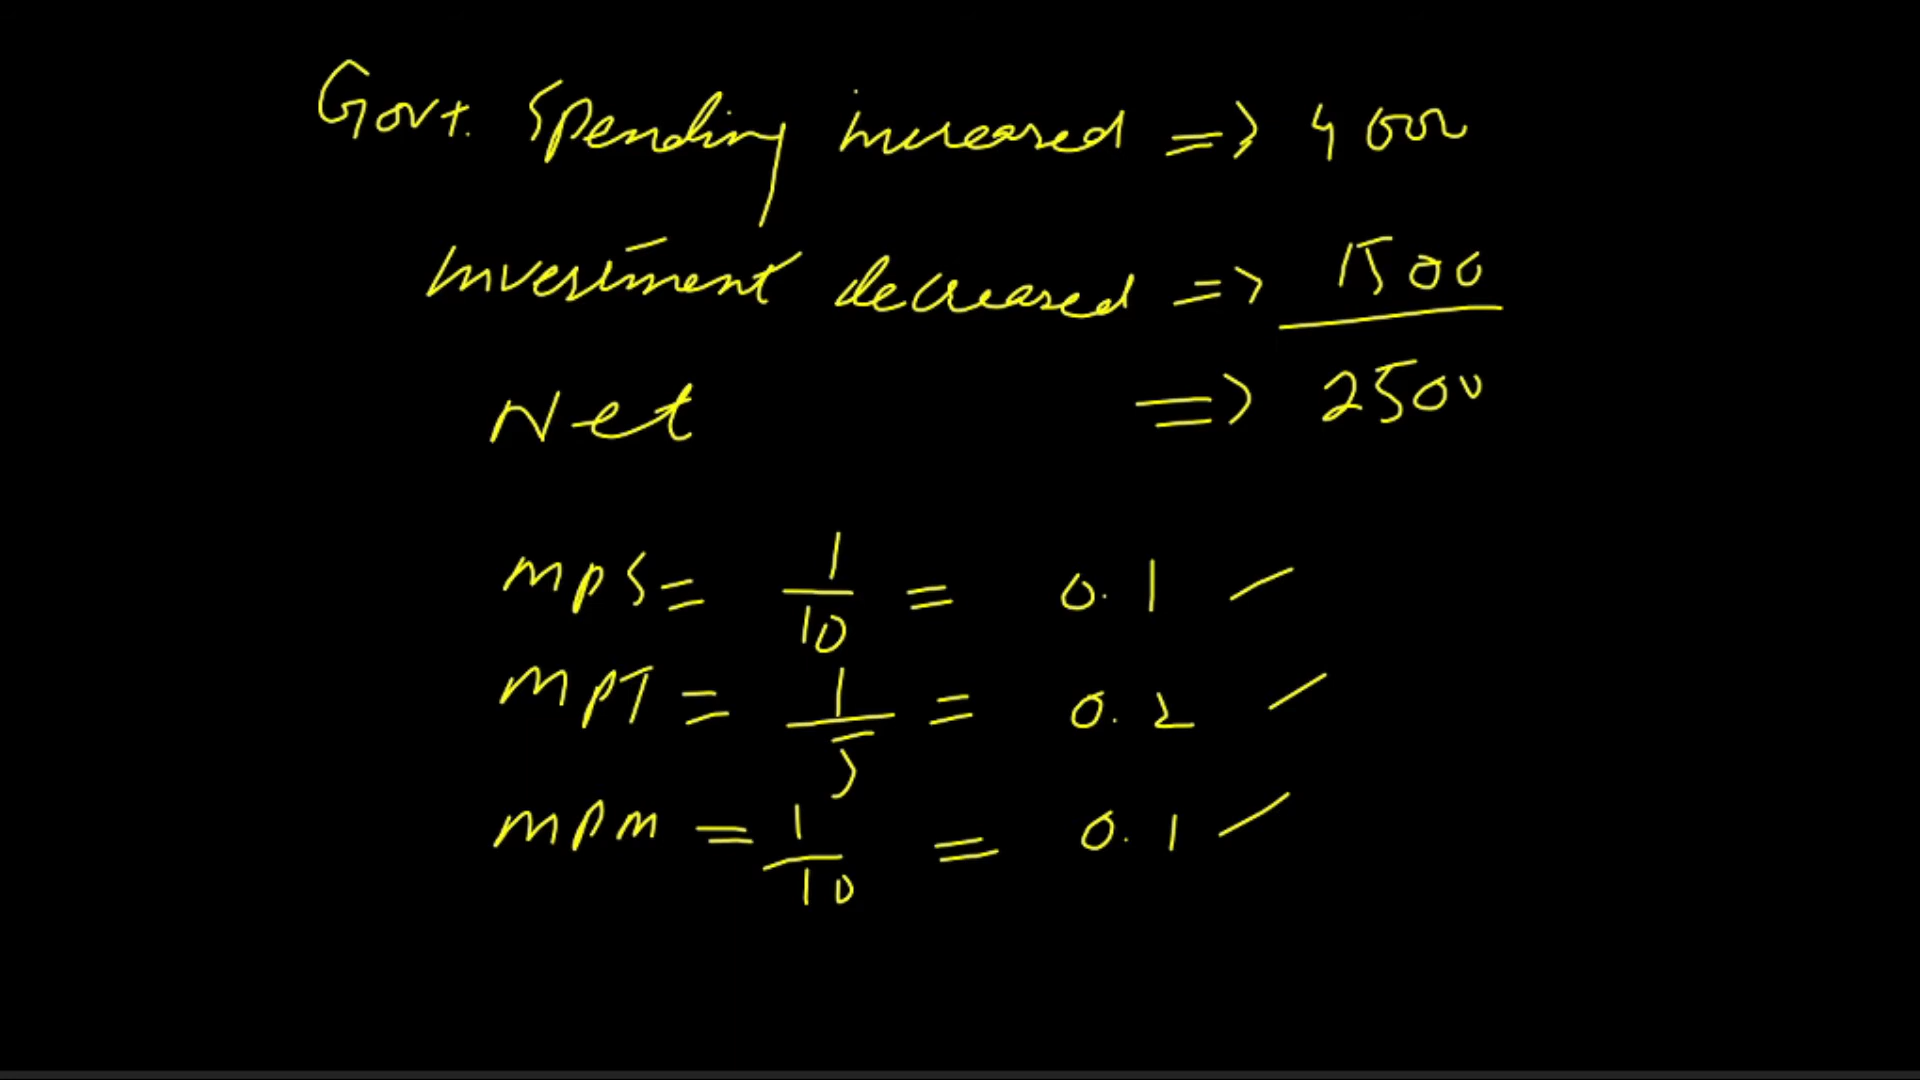 Govt. Spending increased => 4000
Investment decreased => 1500
Net => 2500
mps = 1/10 = 0.1
MPT = 1/5 = 0.2
mpm = 1/10 = 0.1